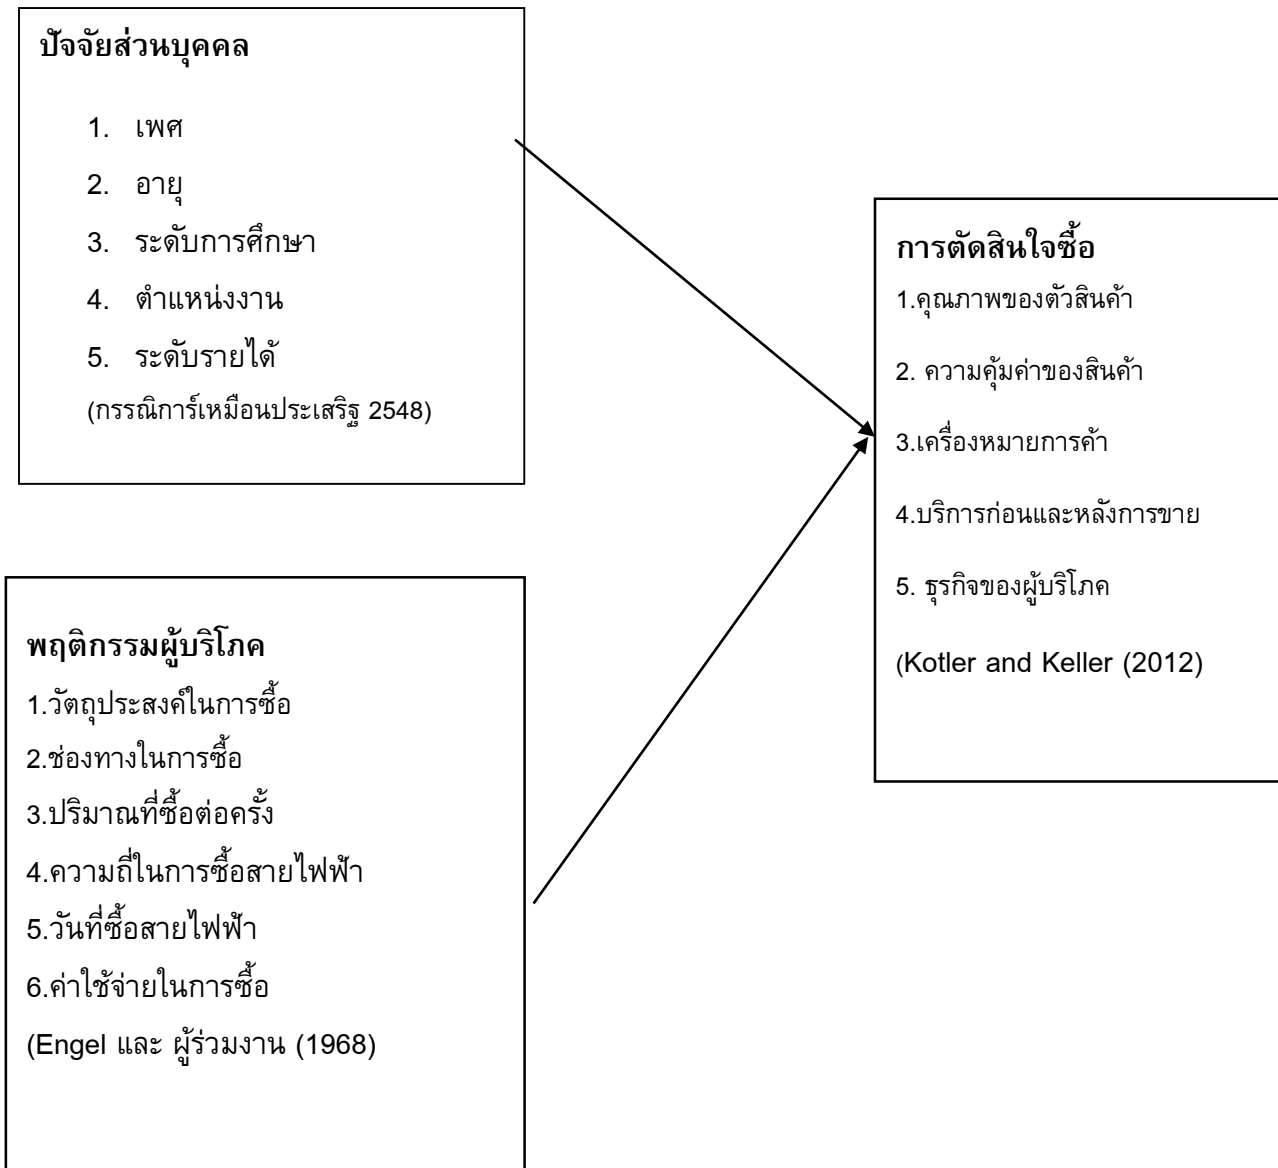 ปัจจัยส่วนบุคคล
1. เพศ
2. อายุ
3. ระดับการศึกษา
4. ตำแหน่งงาน
5. ระดับรายได้
(กรรณิการ์เหมือนประเสริฐ 2548)
พฤติกรรมผู้บริโภค
1.วัตถุประสงค์ในการซื้อ
2.ช่องทางในการซื้อ
3.ปริมาณที่ซื้อต่อครั้ง
4.ความถี่ในการซื้อสายไฟฟ้า
5.วันที่ซื้อสายไฟฟ้า
6.ค่าใช้จ่ายในการซื้อ
(Engel และ ผู้ร่วมงาน (1968)
การตัดสินใจซื้อ
1.คุณภาพของตัวสินค้า
2. ความคุ้มค่าของสินค้า
3.เครื่องหมายการค้า
4.บริการก่อนและหลังการขาย
5. ธุรกิจของผู้บริโภค
(Kotler and Keller (2012)